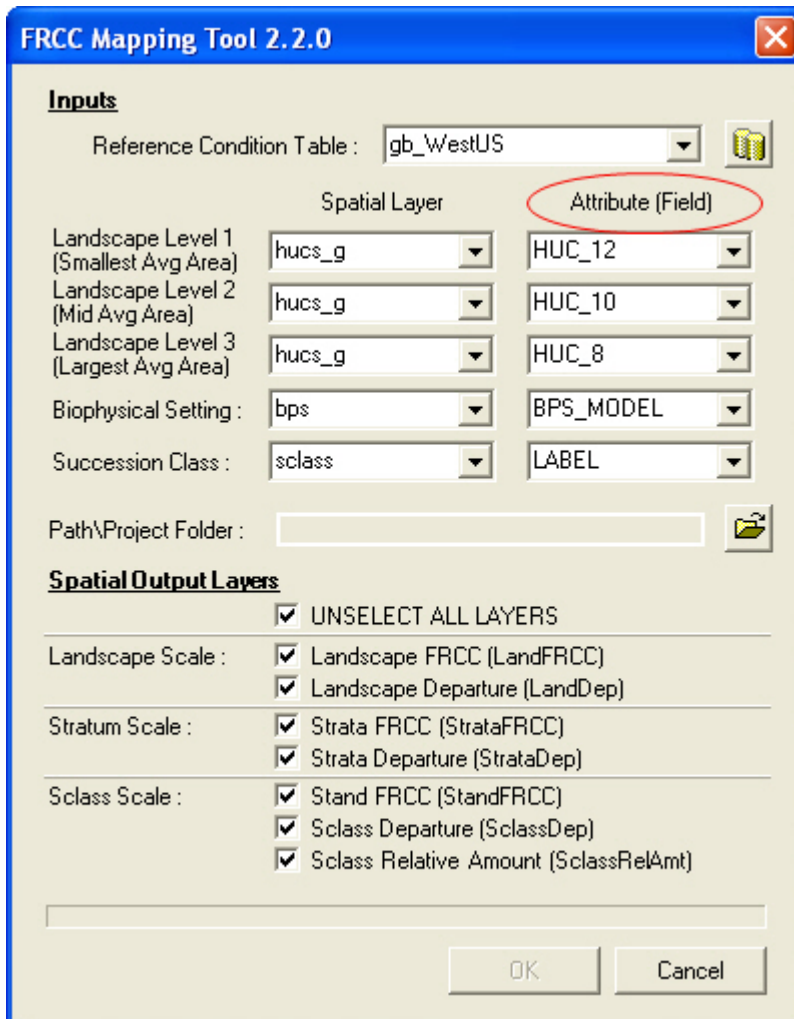 FRCC Mapping Tool 2.2.0
Inputs
Reference Condition Table : gb_WestUS
Spatial Layer Attribute (Field)
Landscape Level 1
(Smallest Avg Area) hucs_g HUC_12
Landscape Level 2
(Mid Avg Area) hucs_g HUC_10
Landscape Level 3
(Largest Avg Area) hucs_g HUC_8
Biophysical Setting : bps BPS_MODEL
Succession Class : sclass LABEL
Path\Project Folder :
Spatial Output Layers
UNSELECT ALL LAYERS
Landscape Scale : Landscape FRCC (LandFRCC)
Landscape Departure (LandDep)
Stratum Scale : Strata FRCC (StrataFRCC)
Strata Departure (StrataDep)
Sclass Scale : Stand FRCC (StandFRCC)
Sclass Departure (SclassDep)
Sclass Relative Amount (SclassRelAmt)
OK Cancel